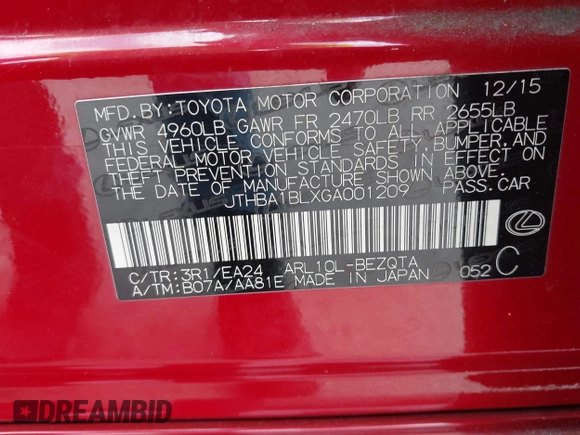 MFD. BY:TOYOTA MOTOR CORPORATION 12/15
GVWR 4960LB GAWR FR 2470LB RR 2655LB
THIS VEHICLE CONFORMS TO ALL APPLICABLE
FEDERAL MOTOR VEHICLE SAFETY,BUMPER,AND
THEFT PREVENTION STANDARDS IN EFFECT ON
THE DATE OF MANUFACTURE SHOWN ABOVE.
JTHBA1BLXGA001209 PASS.CAR
C/TR:3R1/EA24 ARL10L-BEZQTA
A/TM:B07A/AA81E MADE IN JAPAN 052 C
DREAMBID